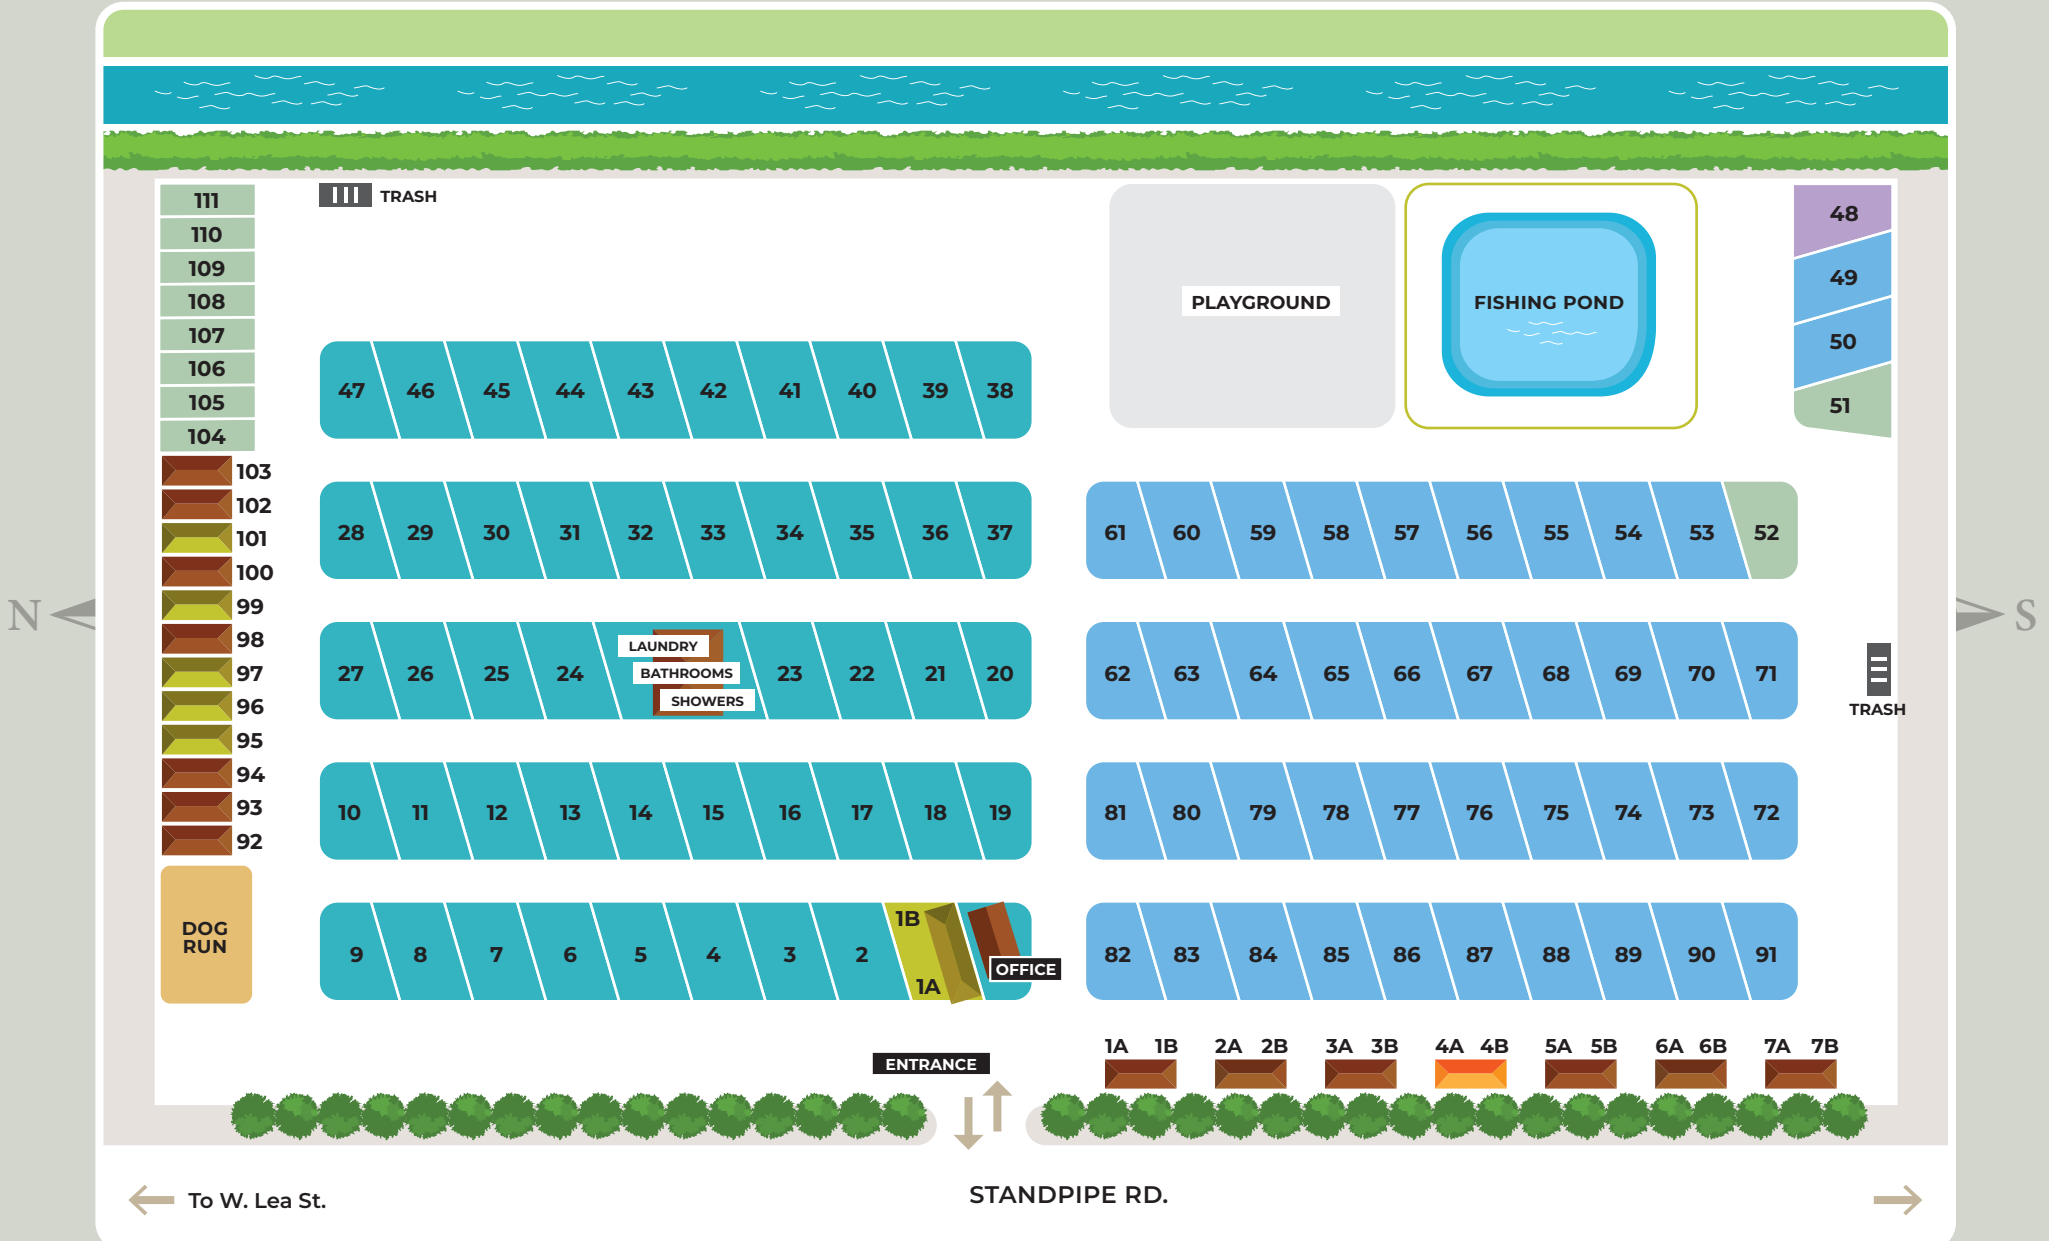 TRASH
111
110
109
108
107
106
105
104
103
102
101
100
99
98
97
96
95
94
93
92
DOG
RUN
PLAYGROUND
FISHING POND
48
49
50
51
47 46 45 44 43 42 41 40 39 38
28 29 30 31 32 33 34 35 36 37
61 60 59 58 57 56 55 54 53 52
N
S
27 26 25 24
LAUNDRY
BATHROOMS
SHOWERS
23 22 21 20
62 63 64 65 66 67 68 69 70 71
TRASH
10 11 12 13 14 15 16 17 18 19
81 80 79 78 77 76 75 74 73 72
9 8 7 6 5 4 3 2
1B
1A
OFFICE
82 83 84 85 86 87 88 89 90 91
1A 1B 2A 2B 3A 3B 4A 4B 5A 5B 6A 6B 7A 7B
ENTRANCE
To W. Lea St.
STANDPIPE RD.